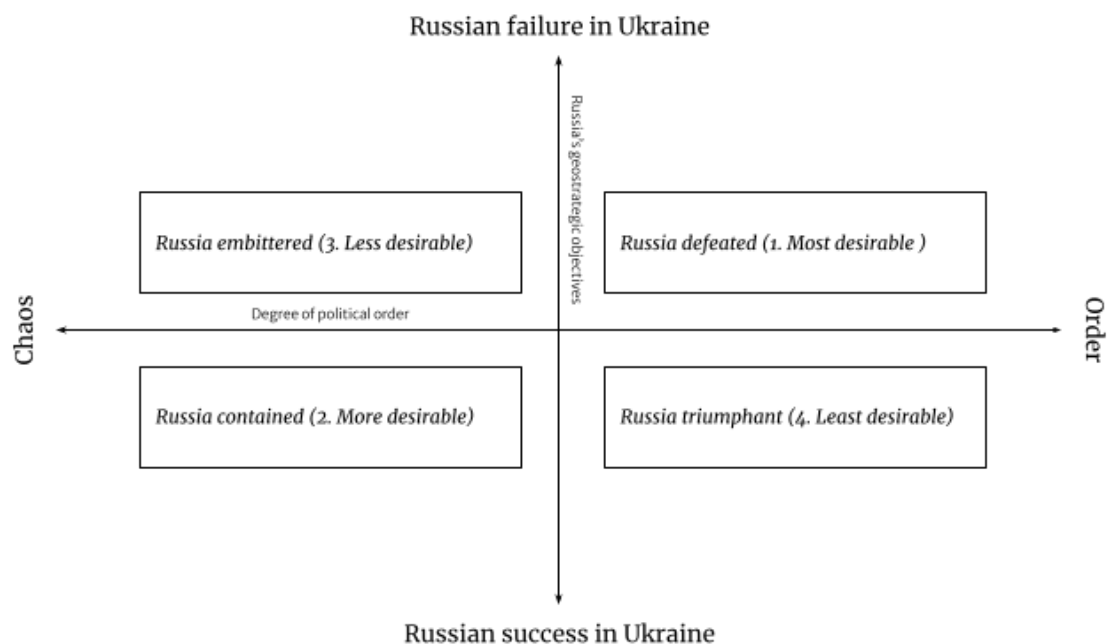 Russian failure in Ukraine
Russia's geostrategic objectives
Russia embittered (3. Less desirable)
Russia defeated (1. Most desirable )
Degree of political order
Chaos
Order
Russia contained (2. More desirable)
Russia triumphant (4. Least desirable)
Russian success in Ukraine